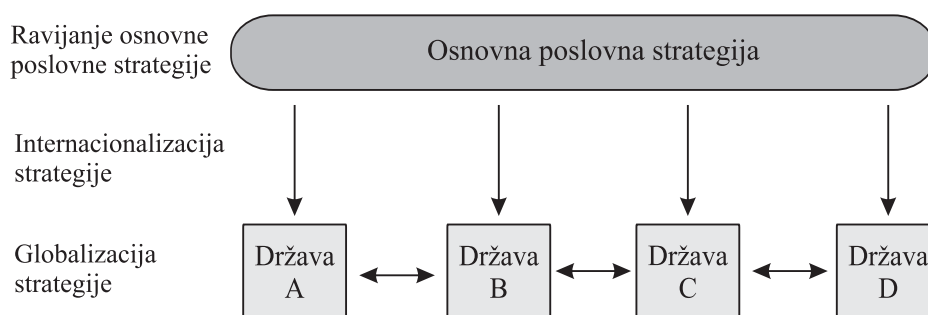 Ravijanje osnovne
poslovne strategije
Osnovna poslovna strategija
Internacionalizacija
strategije
Globalizacija
strategije
Država
A
Država
B
Država
C
Država
D